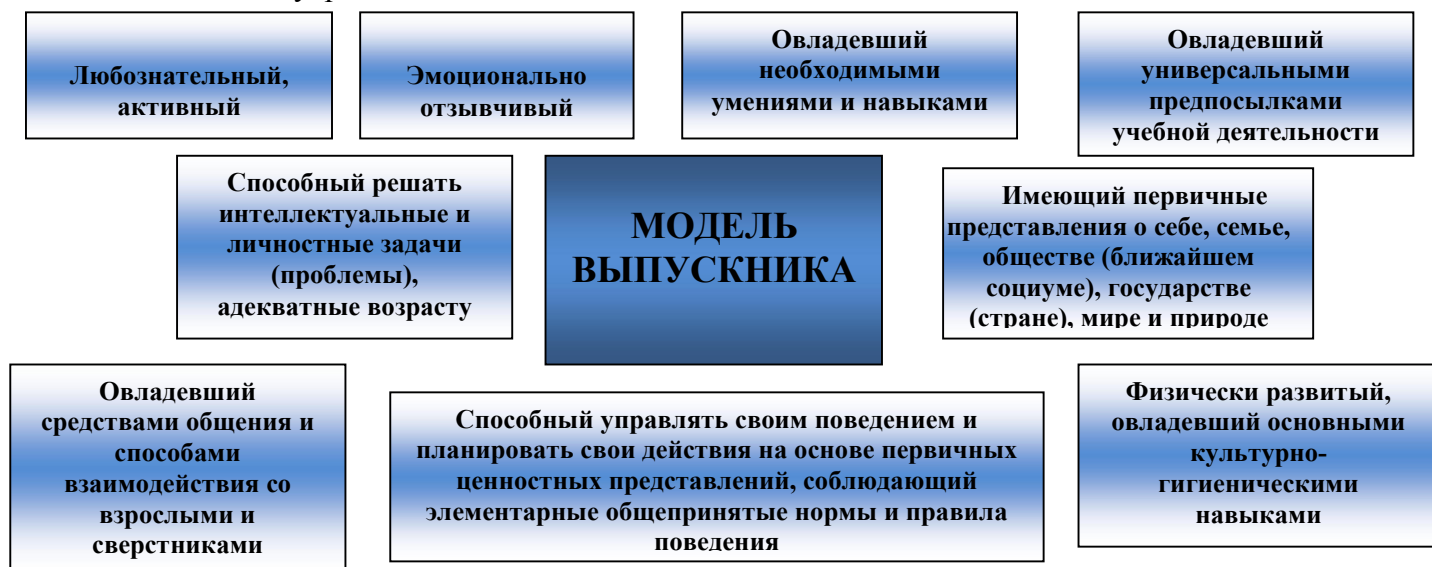 Любознательный,
активный
Эмоционально
отзывчивый
Овладевший
необходимыми
умениями и навыками
Овладевший
универсальными
предпосылками
учебной деятельности
Способный решать
интеллектуальные и
личностные задачи
(проблемы),
адекватные возрасту
МОДЕЛЬ
ВЫПУСКНИКА
Имеющий первичные
представления о себе, семье,
обществе (ближайшем
социуме), государстве
(стране), мире и природе
Овладевший
средствами общения и
способами
взаимодействия со
взрослыми и
сверстниками
Способный управлять своим поведением и
планировать свои действия на основе первичных
ценностных представлений, соблюдающий
элементарные общепринятые нормы и правила
поведения
Физически развитый,
овладевший основными
культурно-
гигиеническими
навыками